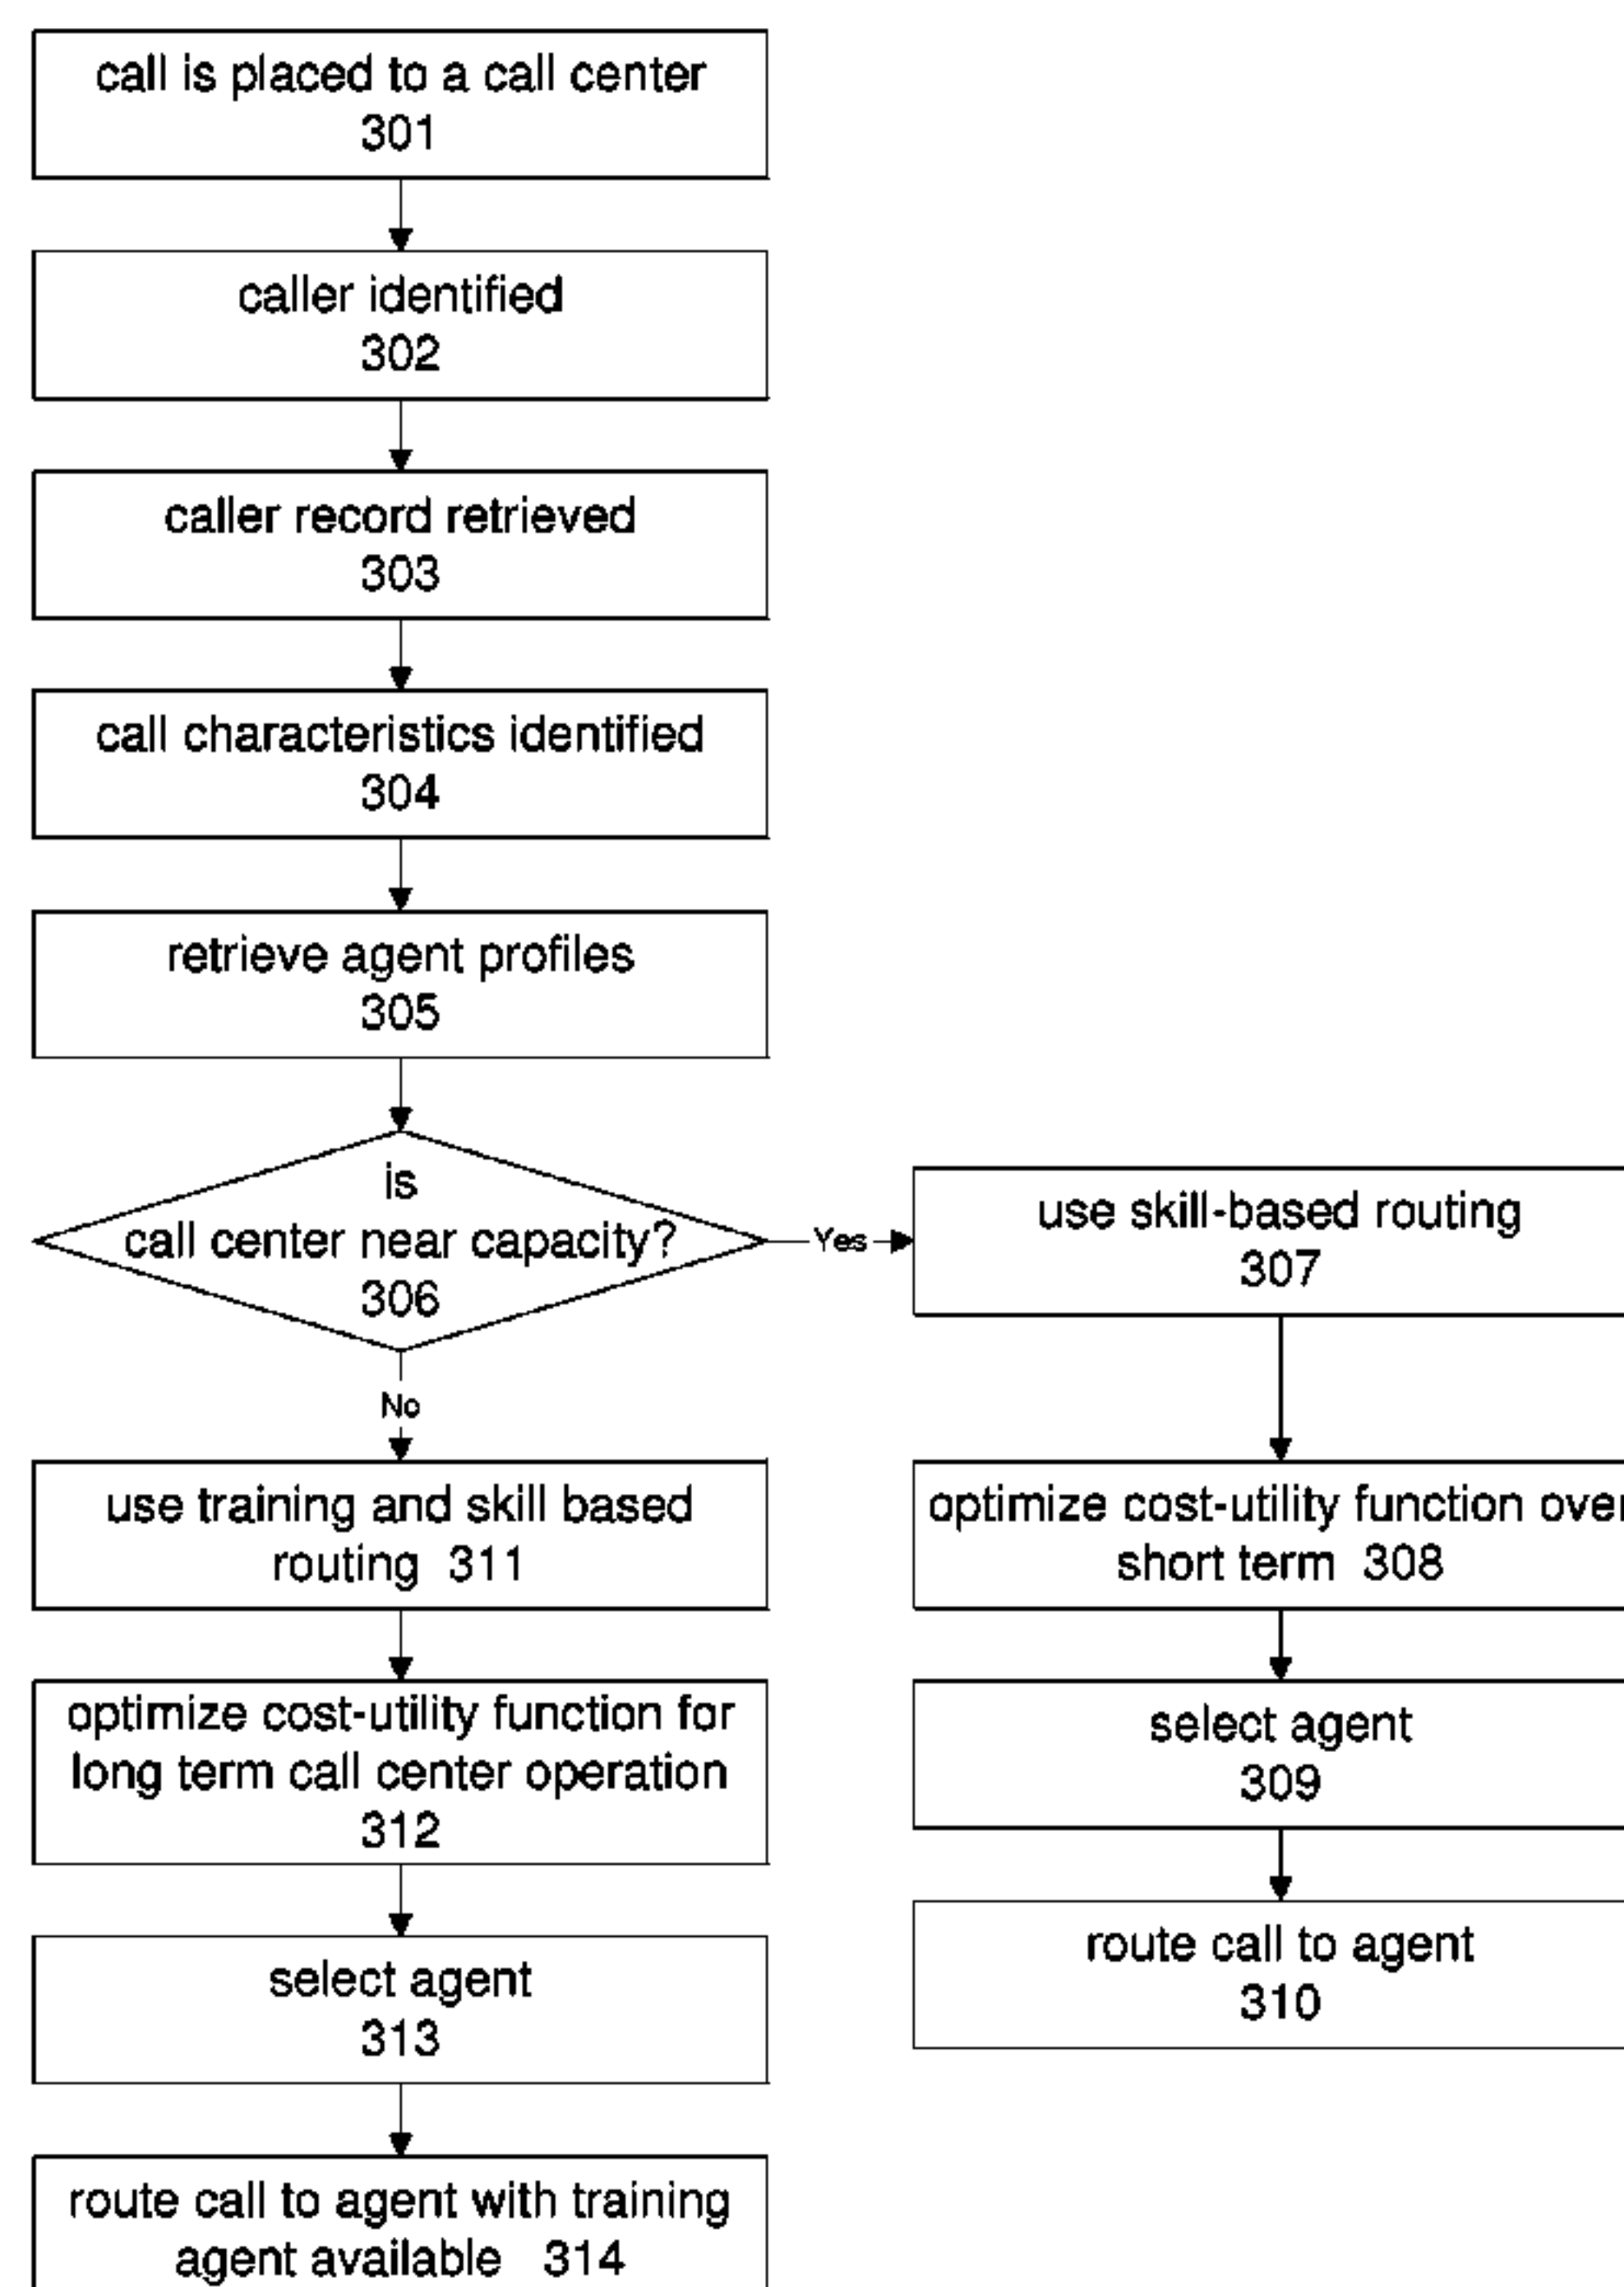 call is placed to a call center
301
caller identified
302
caller record retrieved
303
call characteristics identified
304
retrieve agent profiles
305
is
call center near capacity?
306
Yes
use skill-based routing
307
No
use training and skill based
routing 311
optimize cost-utility function over
short term 308
optimize cost-utility function for
long term call center operation
312
select agent
309
select agent
313
route call to agent
310
route call to agent with training
agent available 314